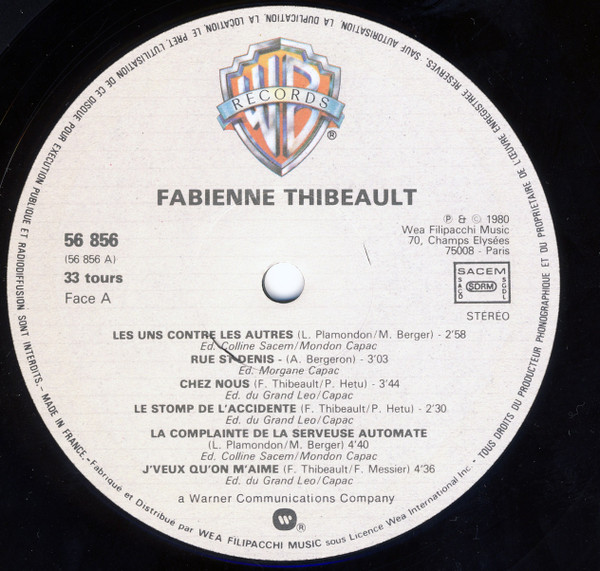 WB
RECORDS
®
FABIENNE THIBEAULT
56 856
(56 856 A)
33 tours
Face A
℗ & © 1980
Wea Filipacchi Music
70, Champs Elysées
75008 - Paris
SACEM
SACD
SDRM
SGDL
STÉRÉO
LES UNS CONTRE LES AUTRES (L. Plamondon/M. Berger) - 2'58
Ed. Colline Sacem/Mondon Capac
RUE ST DENIS - (A. Bergeron) - 3'03
Ed. Morgane Capac
CHEZ NOUS (F. Thibeault/P. Hetu) - 3'44
Ed. du Grand Leo/Capac
LE STOMP DE L'ACCIDENTE (F. Thibeault/P. Hetu) - 2'30
Ed. du Grand Leo/Capac
LA COMPLAINTE DE LA SERVEUSE AUTOMATE
(L. Plamondon/M. Berger) 4'40
Ed. Colline Sacem/Mondon Capac
J'VEUX QU'ON M'AIME (F. Thibeault/F. Messier) 4'36
Ed. du Grand Leo/Capac
a Warner Communications Company
W ®
TOUS DROITS DU PRODUCTEUR PHONOGRAPHIQUE ET DU PROPRIETAIRE DE L'ŒUVRE ENREGISTREE RESERVES. SAUF AUTORISATION, LA DUPLICATION, LA LOCATION, LE PRET, L'UTILISATION DE CE DISQUE POUR EXECUTION PUBLIQUE ET RADIODIFFUSION SONT INTERDITS. - MADE IN FRANCE. - Fabriqué et Distribué par WEA FILIPACCHI MUSIC sous Licence Wea International Inc. -